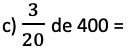 c) 3/20 de 400 =